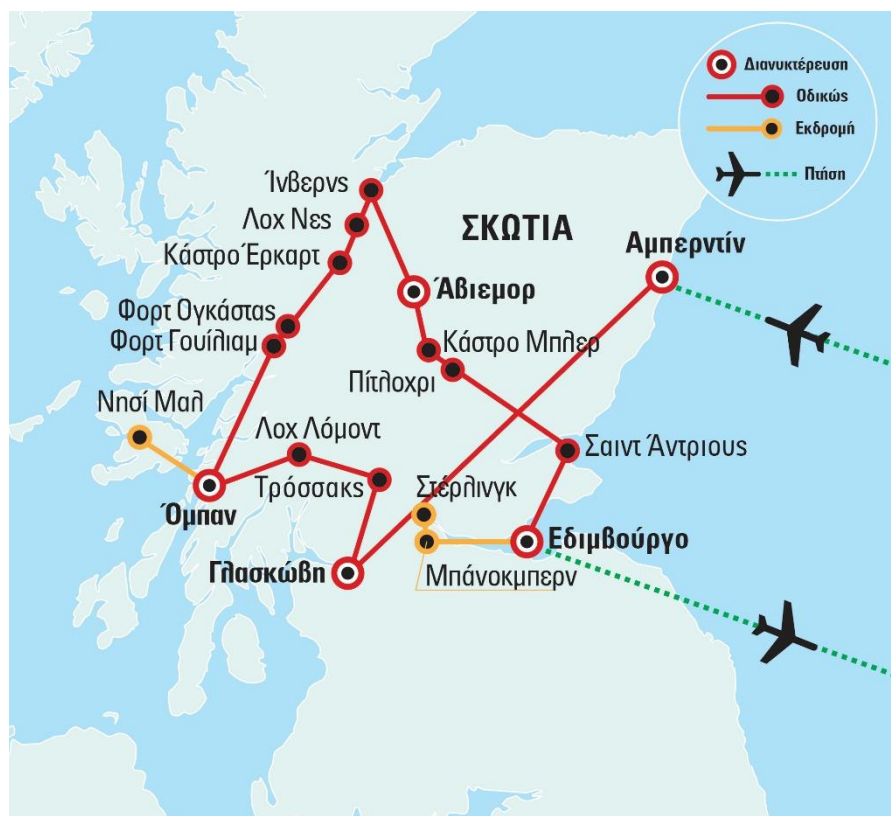 Διανυκτέρευση
Οδικώς
Εκδρομή
Πτήση
Ίνβερνς
Λοχ Νες
ΣΚΩΤΙΑ
Αμπερντίν
Κάστρο Έρκαρτ
Άβιεμορ
Φορτ Ογκάστας
Φορτ Γουίλιαμ
Κάστρο Μπλερ
Πίτλοχρι
Νησί Μαλ
Λοχ Λόμοντ
Σαιντ Άντριους
Τρόσσακς
Στέρλινγκ
Όμπαν
Εδιμβούργο
Γλασκώβη
Μπάνοκμπερν